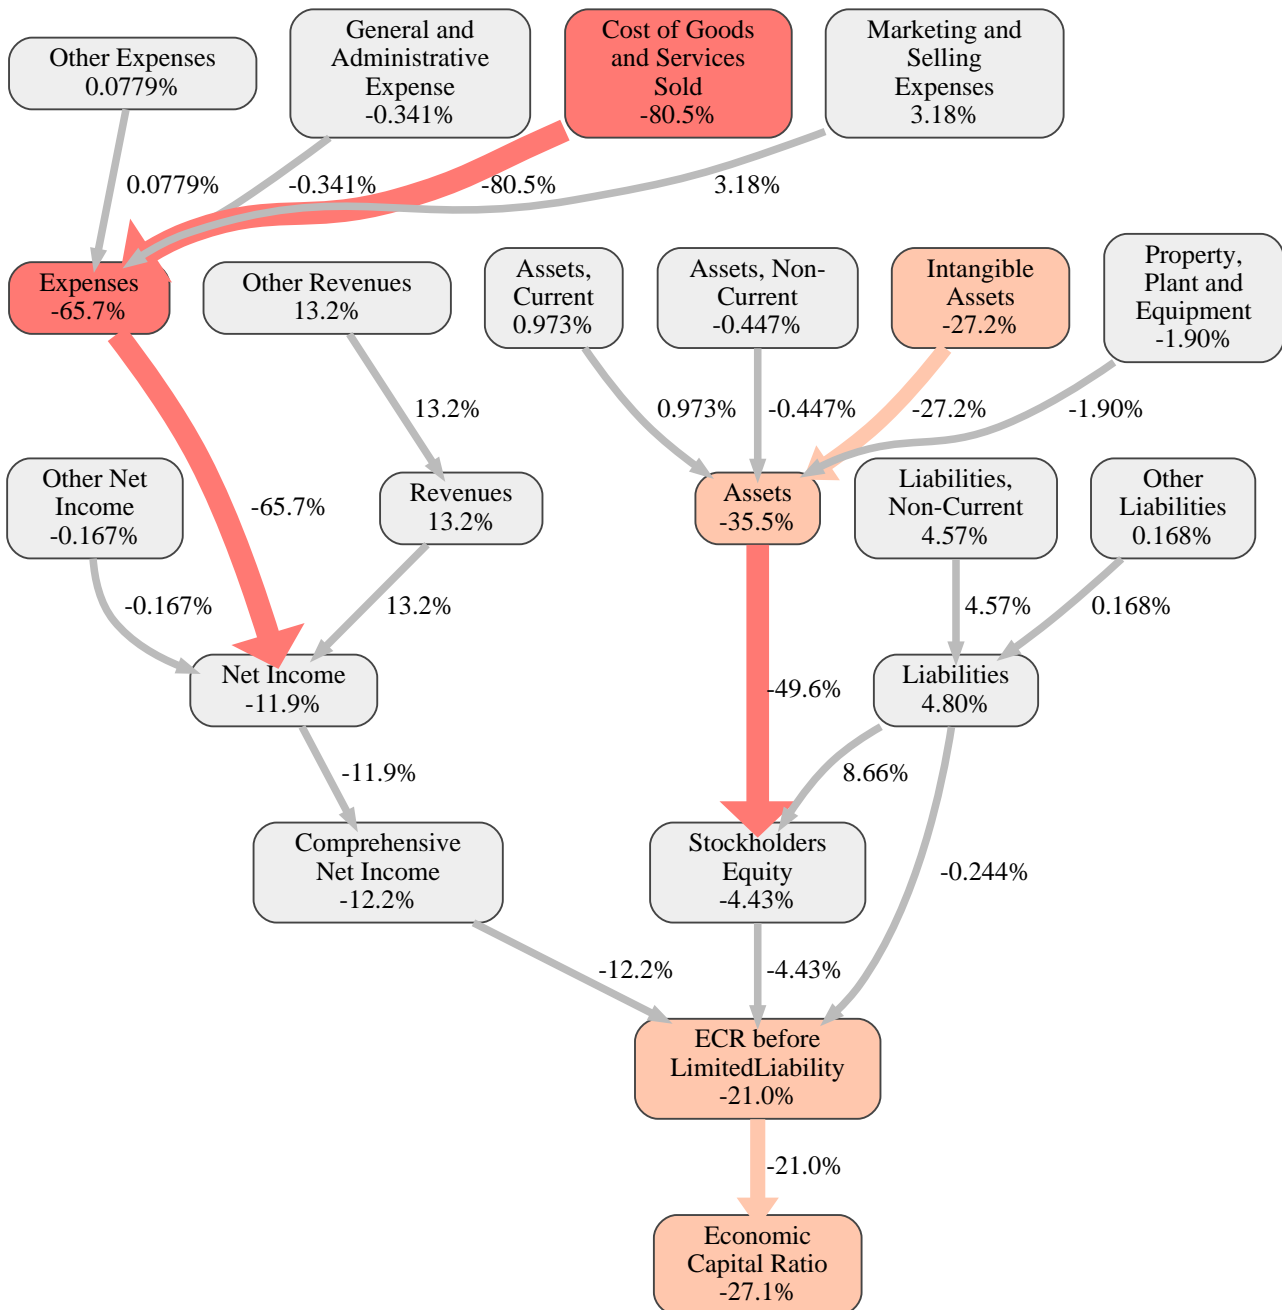 Other Expenses
0.0779%
General and
Administrative
Expense
-0.341%
Cost of Goods
and Services
Sold
-80.5%
Marketing and
Selling
Expenses
3.18%
0.0779%
-0.341%
-80.5%
3.18%
Expenses
-65.7%
Other Revenues
13.2%
Assets,
Current
0.973%
Assets, Non-
Current
-0.447%
Intangible
Assets
-27.2%
Property,
Plant and
Equipment
-1.90%
13.2%
0.973%
-0.447%
-27.2%
-1.90%
Other Net
Income
-0.167%
-65.7%
Revenues
13.2%
Assets
-35.5%
Liabilities,
Non-Current
4.57%
Other
Liabilities
0.168%
-0.167%
13.2%
4.57%
0.168%
Net Income
-11.9%
-49.6%
Liabilities
4.80%
-11.9%
8.66%
Comprehensive
Net Income
-12.2%
Stockholders
Equity
-4.43%
-0.244%
-12.2%
-4.43%
ECR before
LimitedLiability
-21.0%
-21.0%
Economic
Capital Ratio
-27.1%